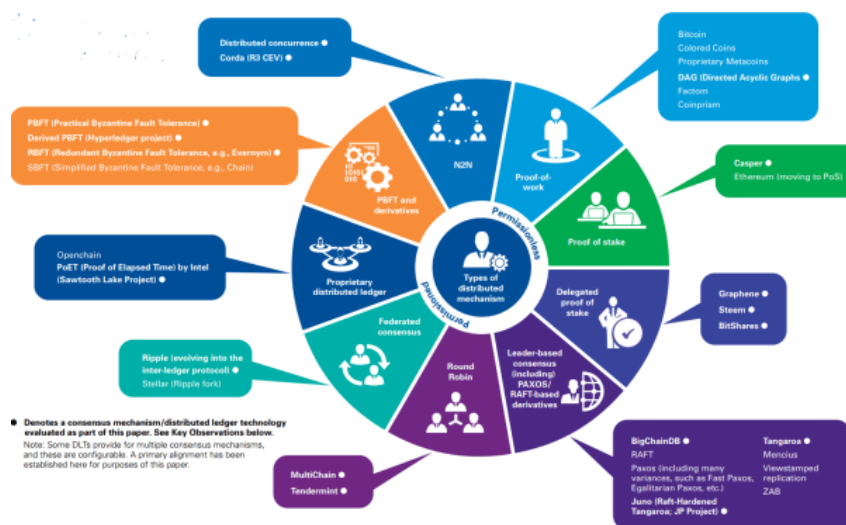 Distributed concurrence ●
Corda (R3 CEV) ●
Bitcoin
Colored Coins
Proprietary Metacoins
DAG (Directed Acyclic Graphs ●
Factom
Coinprism
PBFT (Practical Byzantine Fault Tolerance) ●
Derived PBFT (Hyperledger project) ●
RBFT (Redundant Byzantine Fault Tolerance, e.g., Evernym) ●
SBFT (Simplified Byzantine Fault Tolerance, e.g., Chain)
Casper ●
Ethereum (moving to PoS)
Openchain
PoET (Proof of Elapsed Time) by Intel
(Sawtooth Lake Project) ●
Graphene ●
Steem ●
BitShares ●
Ripple (evolving into the
inter-ledger protocol) ●
Stellar (Ripple fork)
MultiChain ●
Tendermint ●
BigChainDB ●
RAFT
Paxos (including many
variances, such as Fast Paxos,
Egalitarian Paxos, etc.)
Juno (Raft-Hardened
Tangaroa; JP Project) ●
Tangaroa ●
Mencius
Viewstamped
replication
ZAB
N2N
Proof-of-
work
Proof of stake
Delegated
proof of
stake
Leader-based
consensus
(including)
PAXOS/
RAFT-based
derivatives
Round
Robin
Federated
consensus
Proprietary
distributed ledger
PBFT and
derivatives
10
10101
010
Permissionless
Permissioned
Types of
distributed
mechanism
● Denotes a consensus mechanism/distributed ledger technology
evaluated as part of this paper. See Key Observations below.
Note: Some DLTs provide for multiple consensus mechanisms,
and these are configurable. A primary alignment has been
established here for purposes of this paper.